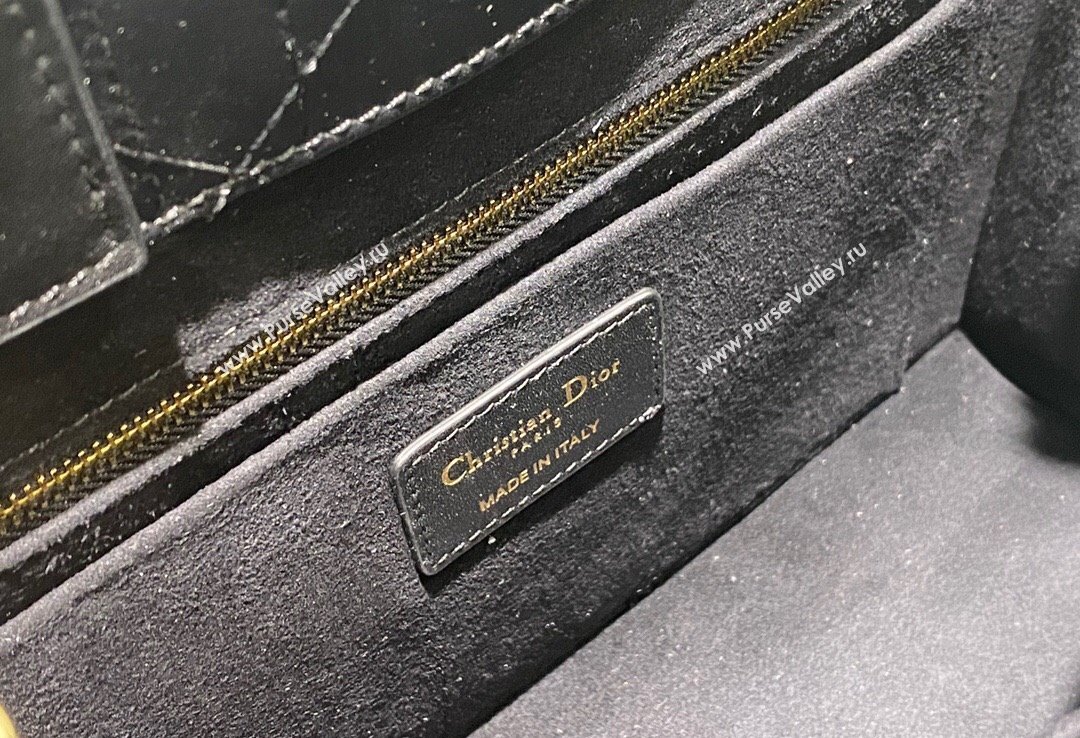 www.PurseValley.ru
www.PurseValley.ru
Christian Dior
PARIS
MADE IN ITALY